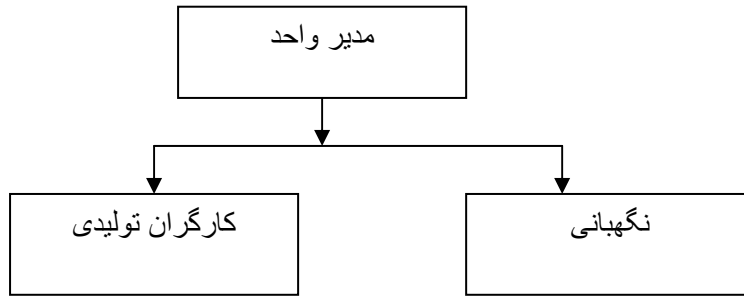 مدیر واحد
نگهبانی
کارگران تولیدی